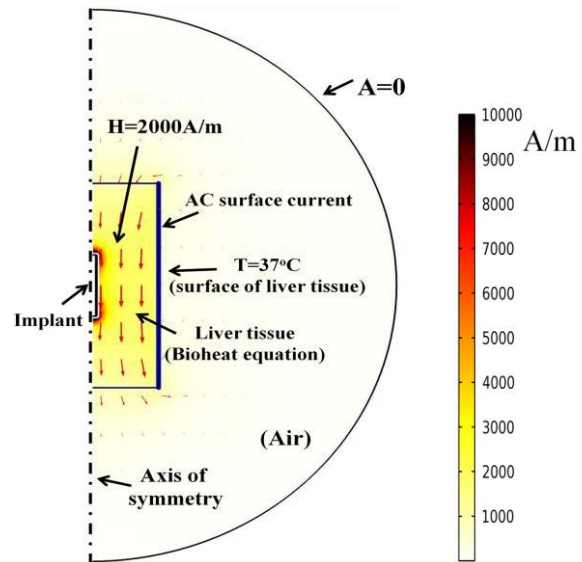 A=0
H=2000A/m
AC surface current
T=37°C
(surface of liver tissue)
Implant
Liver tissue
(Bioheat equation)
(Air)
Axis of
symmetry
A/m
10000
9000
8000
7000
6000
5000
4000
3000
2000
1000